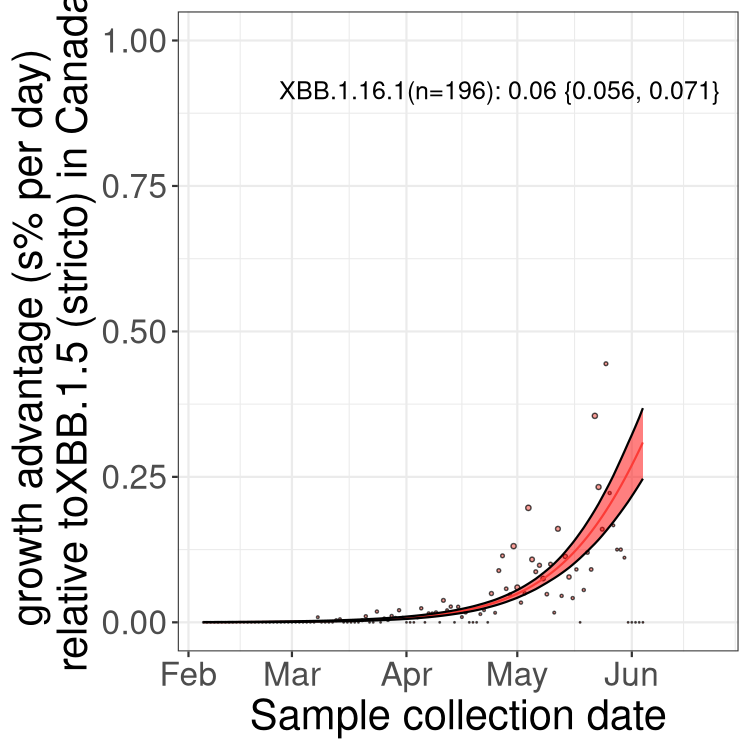 growth advantage (s% per day)
relative toXBB.1.5 (stricto) in Canada
1.00
0.75
0.50
0.25
0.00
XBB.1.16.1(n=196): 0.06 {0.056, 0.071}
Feb Mar Apr May Jun
Sample collection date